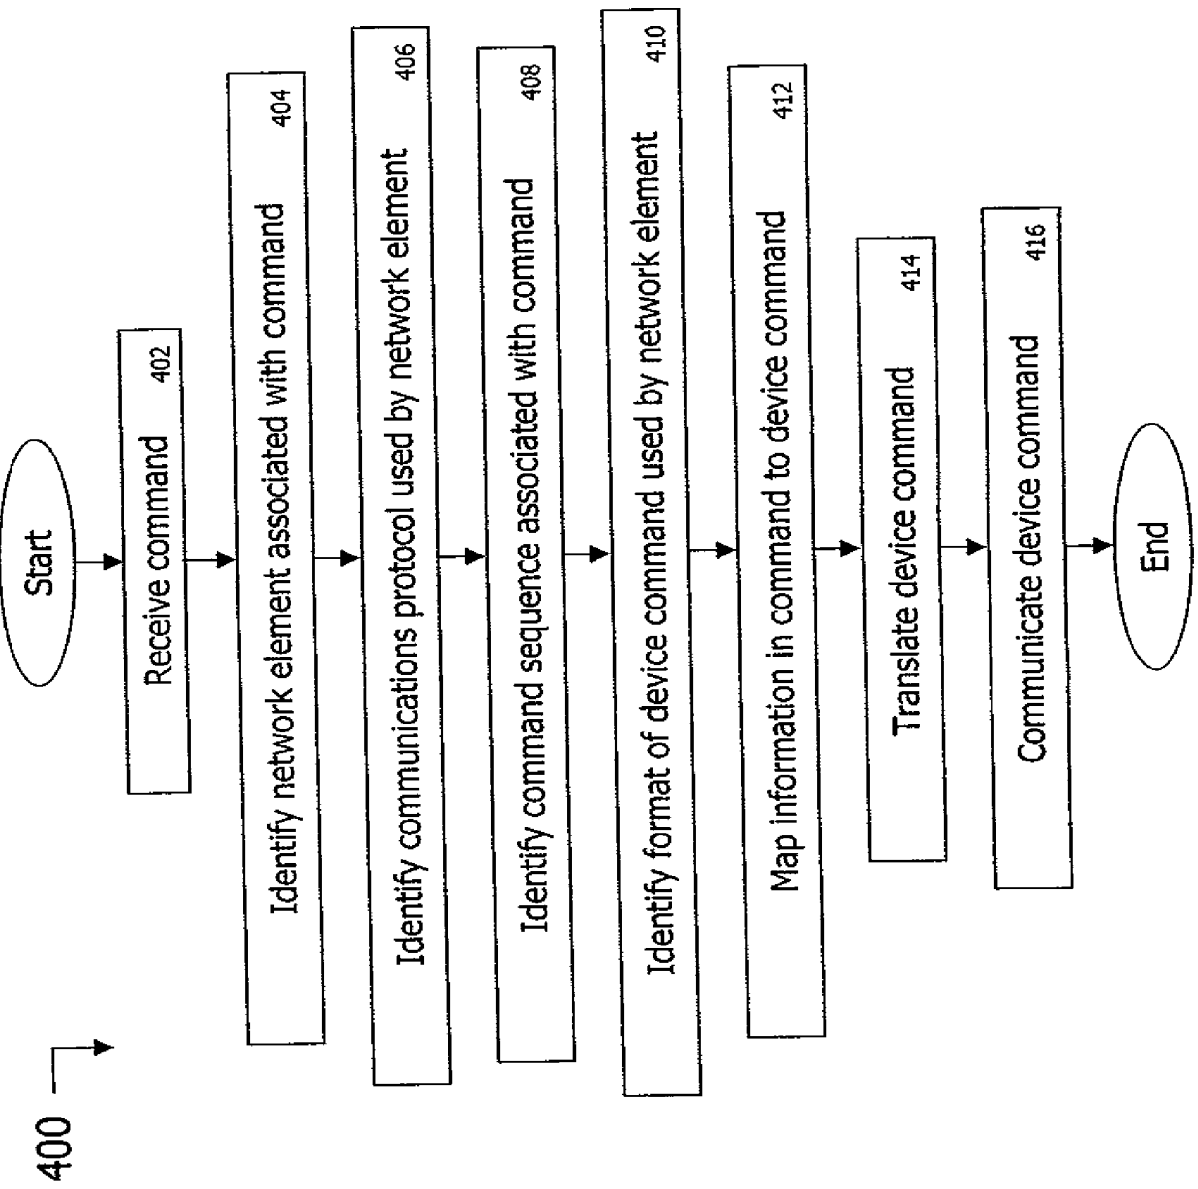 400
Start
Receive command 402
Identify network element associated with command 404
Identify communications protocol used by network element 406
Identify command sequence associated with command 408
Identify format of device command used by network element 410
Map information in command to device command 412
Translate device command 414
Communicate device command 416
End